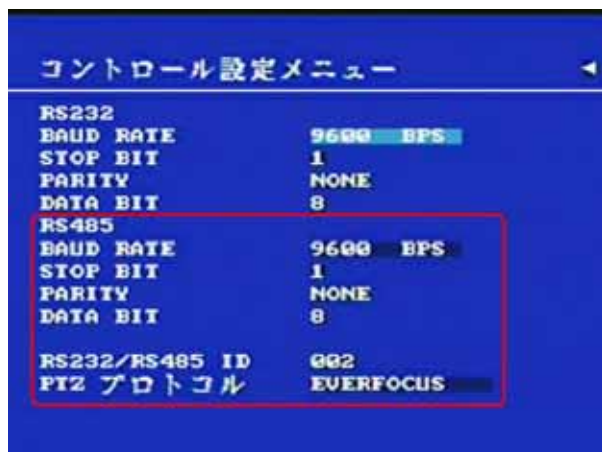 コントロール設定メニュー
RS232
BAUD RATE 9600 BPS
STOP BIT 1
PARITY NONE
DATA BIT 8
RS485
BAUD RATE 9600 BPS
STOP BIT 1
PARITY NONE
DATA BIT 8
RS232/RS485 ID 002
PTZ プロトコル EVERFOCUS